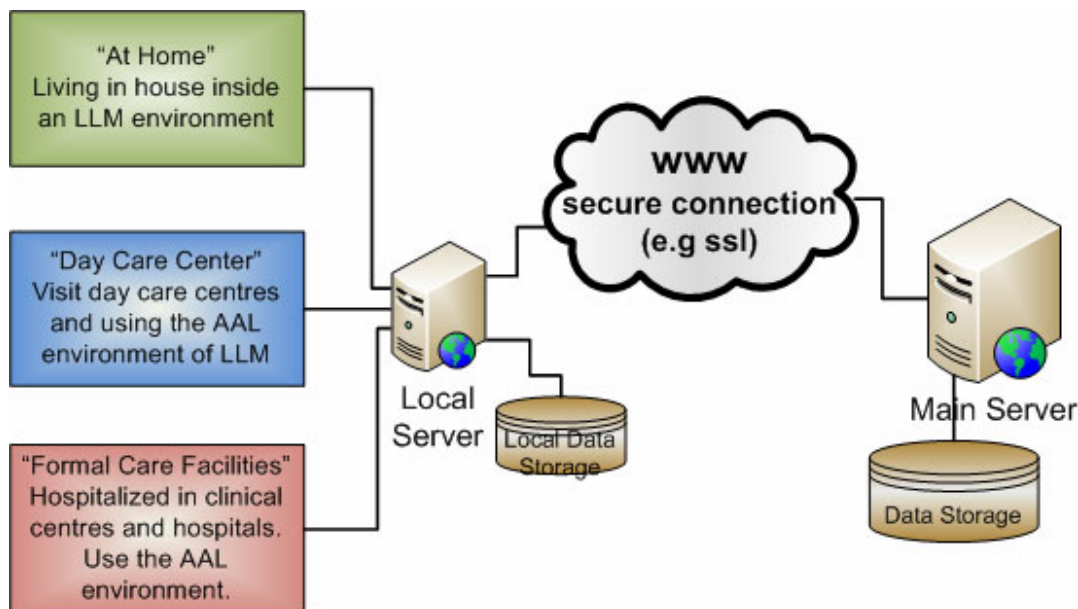 “At Home”
Living in house inside
an LLM environment
“Day Care Center”
Visit day care centres
and using the AAL
environment of LLM
“Formal Care Facilities”
Hospitalized in clinical
centres and hospitals.
Use the AAL
environment.
Local
Server
Local Data
Storage
www
secure connection
(e.g ssl)
Main Server
Data Storage